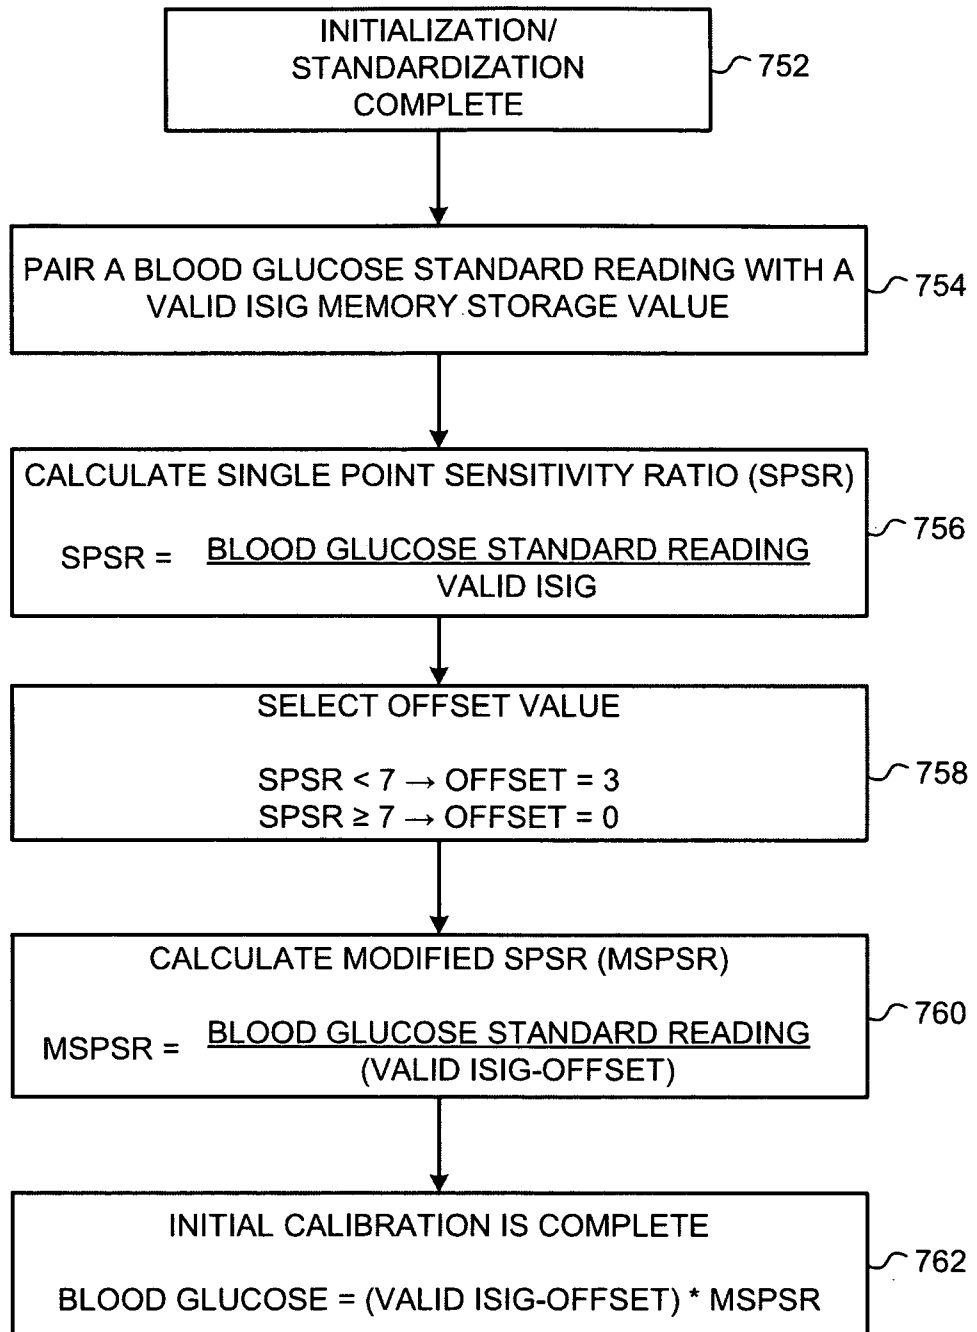 INITIALIZATION/
STANDARDIZATION
COMPLETE
752
PAIR A BLOOD GLUCOSE STANDARD READING WITH A
VALID ISIG MEMORY STORAGE VALUE
754
CALCULATE SINGLE POINT SENSITIVITY RATIO (SPSR)
SPSR = BLOOD GLUCOSE STANDARD READING
VALID ISIG
756
SELECT OFFSET VALUE
SPSR < 7 → OFFSET = 3
SPSR ≥ 7 → OFFSET = 0
758
CALCULATE MODIFIED SPSR (MSPSR)
MSPSR = BLOOD GLUCOSE STANDARD READING
(VALID ISIG-OFFSET)
760
INITIAL CALIBRATION IS COMPLETE
BLOOD GLUCOSE = (VALID ISIG-OFFSET) * MSPSR
762